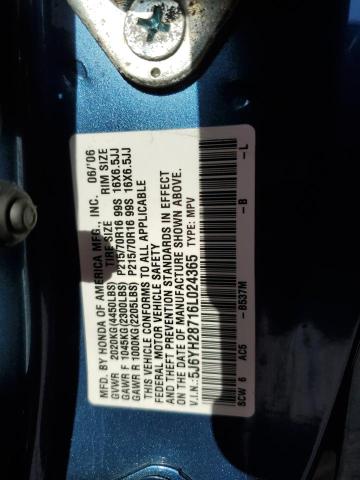 MFD. BY HONDA OF AMERICA MFG., INC. 06/'06
TIRE SIZE RIM SIZE
GVWR 2020KG(4450LBS)
GAWR F 1045KG(2300LBS) P215/70R16 99S 16X6.5JJ
GAWR R 1000KG(2205LBS) P215/70R16 99S 16X6.5JJ
THIS VEHICLE CONFORMS TO ALL APPLICABLE
FEDERAL MOTOR VEHICLE SAFETY
AND THEFT PREVENTION STANDARDS IN EFFECT
ON THE DATE OF MANUFACTURE SHOWN ABOVE.
V.I.N.: 5J6YH28716L024365 TYPE: MPV
SCW 6 AC5 -B537M -B -L